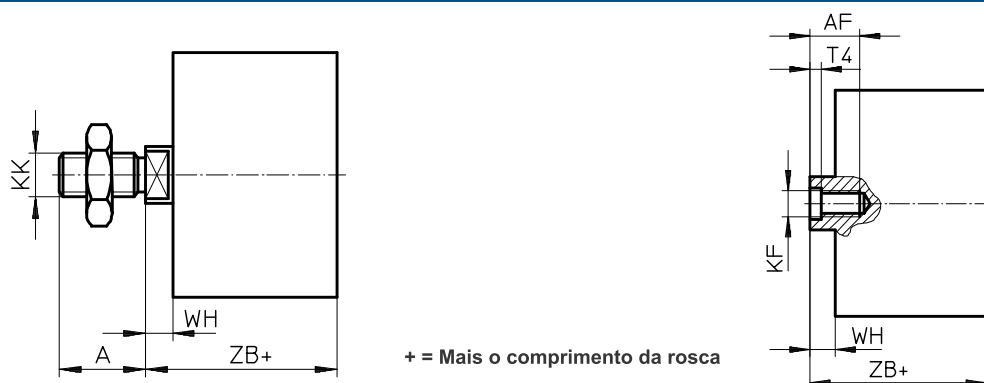 KK
WH
A
ZB+
+ = Mais o comprimento da rosca
AF
T4
KF
WH
ZB+